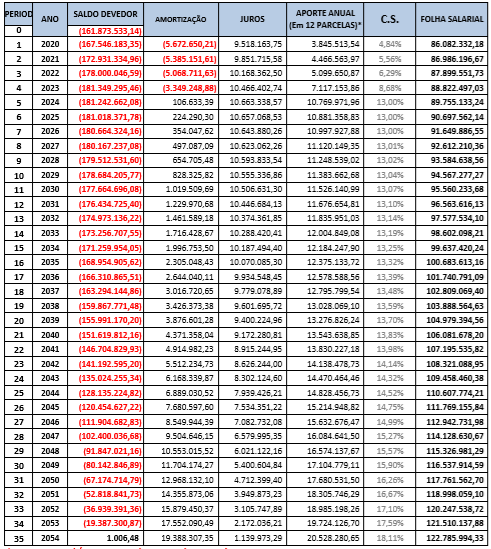 PERIODO ANO SALDO DEVEDOR AMORTIZAÇÃO JUROS APORTE ANUAL (Em 12 PARCELAS)* C.S. FOLHA SALARIAL
0 (161.873.533,14)
1 2020 (167.546.183,35) (5.672.650,21) 9.518.163,75 3.845.513,54 4,84% 86.082.332,18
2 2021 (172.931.334,96) (5.385.151,61) 9.851.715,58 4.466.563,97 5,56% 86.986.196,67
3 2022 (178.000.046,59) (5.068.711,63) 10.168.362,50 5.099.650,87 6,29% 87.899.551,73
4 2023 (181.349.295,46) (3.349.248,88) 10.466.402,74 7.117.153,86 8,68% 88.822.497,03
5 2024 (181.242.662,08) 106.633,39 10.663.338,57 10.769.971,96 13,00% 89.755.133,24
6 2025 (181.018.371,78) 224.290,30 10.657.068,53 10.881.358,83 13,00% 90.697.562,14
7 2026 (180.664.324,16) 354.047,62 10.643.880,26 10.997.927,88 13,00% 91.649.886,55
8 2027 (180.167.237,08) 497.087,09 10.623.062,26 11.120.149,35 13,01% 92.612.210,36
9 2028 (179.512.531,60) 654.705,48 10.593.833,54 11.248.539,02 13,02% 93.584.638,56
10 2029 (178.684.205,77) 828.325,82 10.555.336,86 11.383.662,68 13,04% 94.567.277,27
11 2030 (177.664.696,08) 1.019.509,69 10.506.631,30 11.526.140,99 13,07% 95.560.233,68
12 2031 (176.434.725,40) 1.229.970,68 10.446.684,13 11.676.654,81 13,10% 96.563.616,13
13 2032 (174.973.136,22) 1.461.589,18 10.374.361,85 11.835.951,03 13,14% 97.577.534,10
14 2033 (173.256.707,55) 1.716.428,67 10.288.420,41 12.004.849,08 13,19% 98.602.098,21
15 2034 (171.259.954,05) 1.996.753,50 10.187.494,40 12.184.247,90 13,25% 99.637.420,24
16 2035 (168.954.905,62) 2.305.048,43 10.070.085,30 12.375.133,72 13,32% 100.683.613,16
17 2036 (166.310.865,51) 2.644.040,11 9.934.548,45 12.578.588,56 13,39% 101.740.791,09
18 2037 (163.294.144,86) 3.016.720,65 9.779.078,89 12.795.799,54 13,48% 102.809.069,40
19 2038 (159.867.771,48) 3.426.373,38 9.601.695,72 13.028.069,10 13,59% 103.888.564,63
20 2039 (155.991.170,20) 3.876.601,28 9.400.224,96 13.276.826,24 13,70% 104.979.394,56
21 2040 (151.619.812,16) 4.371.358,04 9.172.280,81 13.543.638,85 13,83% 106.081.678,20
22 2041 (146.704.829,93) 4.914.982,23 8.915.244,95 13.830.227,18 13,98% 107.195.535,82
23 2042 (141.192.595,20) 5.512.234,73 8.626.244,00 14.138.478,73 14,14% 108.321.088,95
24 2043 (135.024.255,34) 6.168.339,87 8.302.124,60 14.470.464,46 14,32% 109.458.460,38
25 2044 (128.135.224,82) 6.889.030,52 7.939.426,21 14.828.456,73 14,52% 110.607.774,21
26 2045 (120.454.627,22) 7.680.597,60 7.534.351,22 15.214.948,82 14,75% 111.769.155,84
27 2046 (111.904.682,83) 8.549.944,39 7.082.732,08 15.632.676,47 14,99% 112.942.731,98
28 2047 (102.400.036,68) 9.504.646,15 6.579.995,35 16.084.641,50 15,27% 114.128.630,67
29 2048 (91.847.021,16) 10.553.015,52 6.021.122,16 16.574.137,67 15,57% 115.326.981,29
30 2049 (80.142.846,89) 11.704.174,27 5.400.604,84 17.104.779,11 15,90% 116.537.914,59
31 2050 (67.174.714,79) 12.968.132,10 4.712.399,40 17.680.531,50 16,26% 117.761.562,70
32 2051 (52.818.841,73) 14.355.873,06 3.949.873,23 18.305.746,29 16,67% 118.998.059,10
33 2052 (36.939.391,36) 15.879.450,37 3.105.747,89 18.985.198,26 17,10% 120.247.538,72
34 2053 (19.387.300,87) 17.552.090,49 2.172.036,21 19.724.126,70 17,59% 121.510.137,88
35 2054 1.006,48 19.388.307,35 1.139.973,29 20.528.280,65 18,11% 122.785.994,33